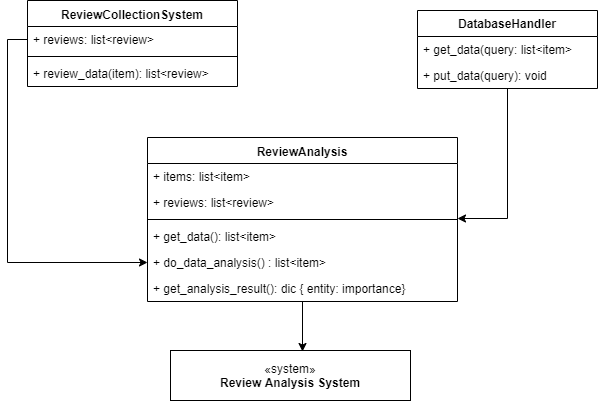 ReviewCollectionSystem
+ reviews: list<review>
+ review_data(item): list<review>
DatabaseHandler
+ get_data(query: list<item>
+ put_data(query): void
ReviewAnalysis
+ items: list<item>
+ reviews: list<review>
+ get_data(): list<item>
+ do_data_analysis() : list<item>
+ get_analysis_result(): dic { entity: importance}
«system»
Review Analysis System